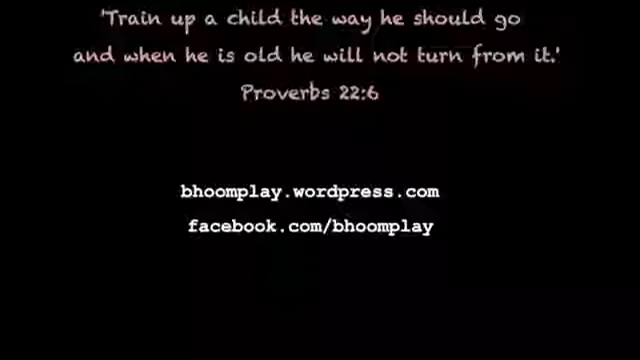 'Train up a child the way he should go
and when he is old he will not turn from it.'
Proverbs 22:6
bhoomplay.wordpress.com
facebook.com/bhoomplay